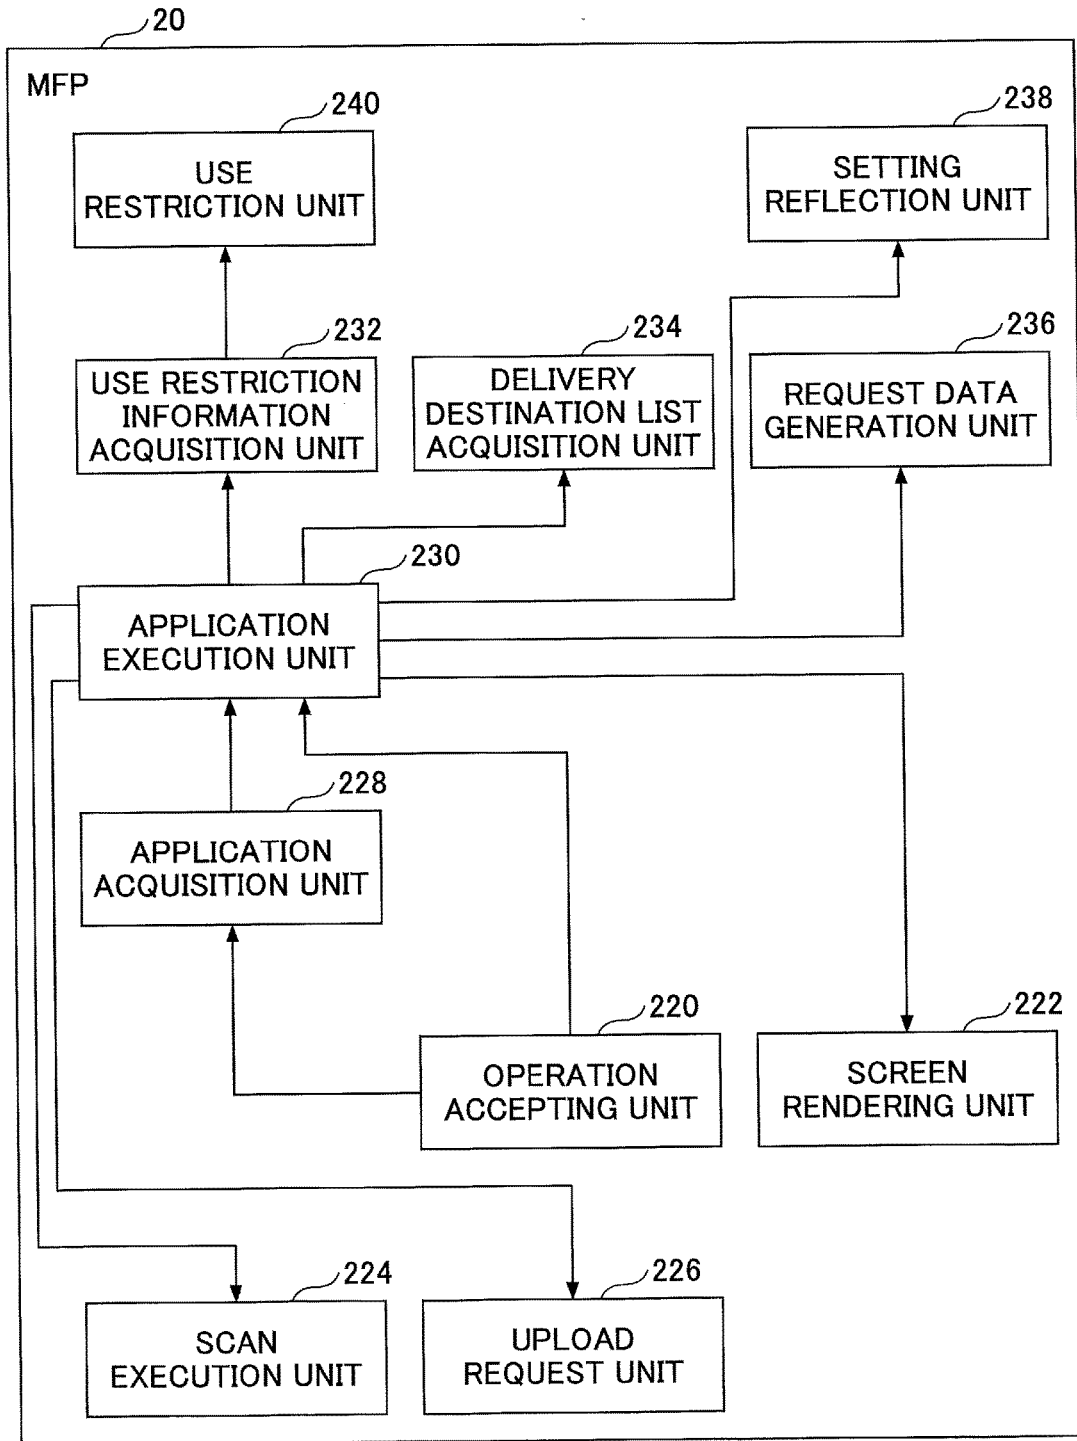 20
MFP
240
USE
RESTRICTION UNIT
238
SETTING
REFLECTION UNIT
232
USE RESTRICTION
INFORMATION
ACQUISITION UNIT
234
DELIVERY
DESTINATION LIST
ACQUISITION UNIT
236
REQUEST DATA
GENERATION UNIT
230
APPLICATION
EXECUTION UNIT
228
APPLICATION
ACQUISITION UNIT
220
OPERATION
ACCEPTING UNIT
222
SCREEN
RENDERING UNIT
224
SCAN
EXECUTION UNIT
226
UPLOAD
REQUEST UNIT